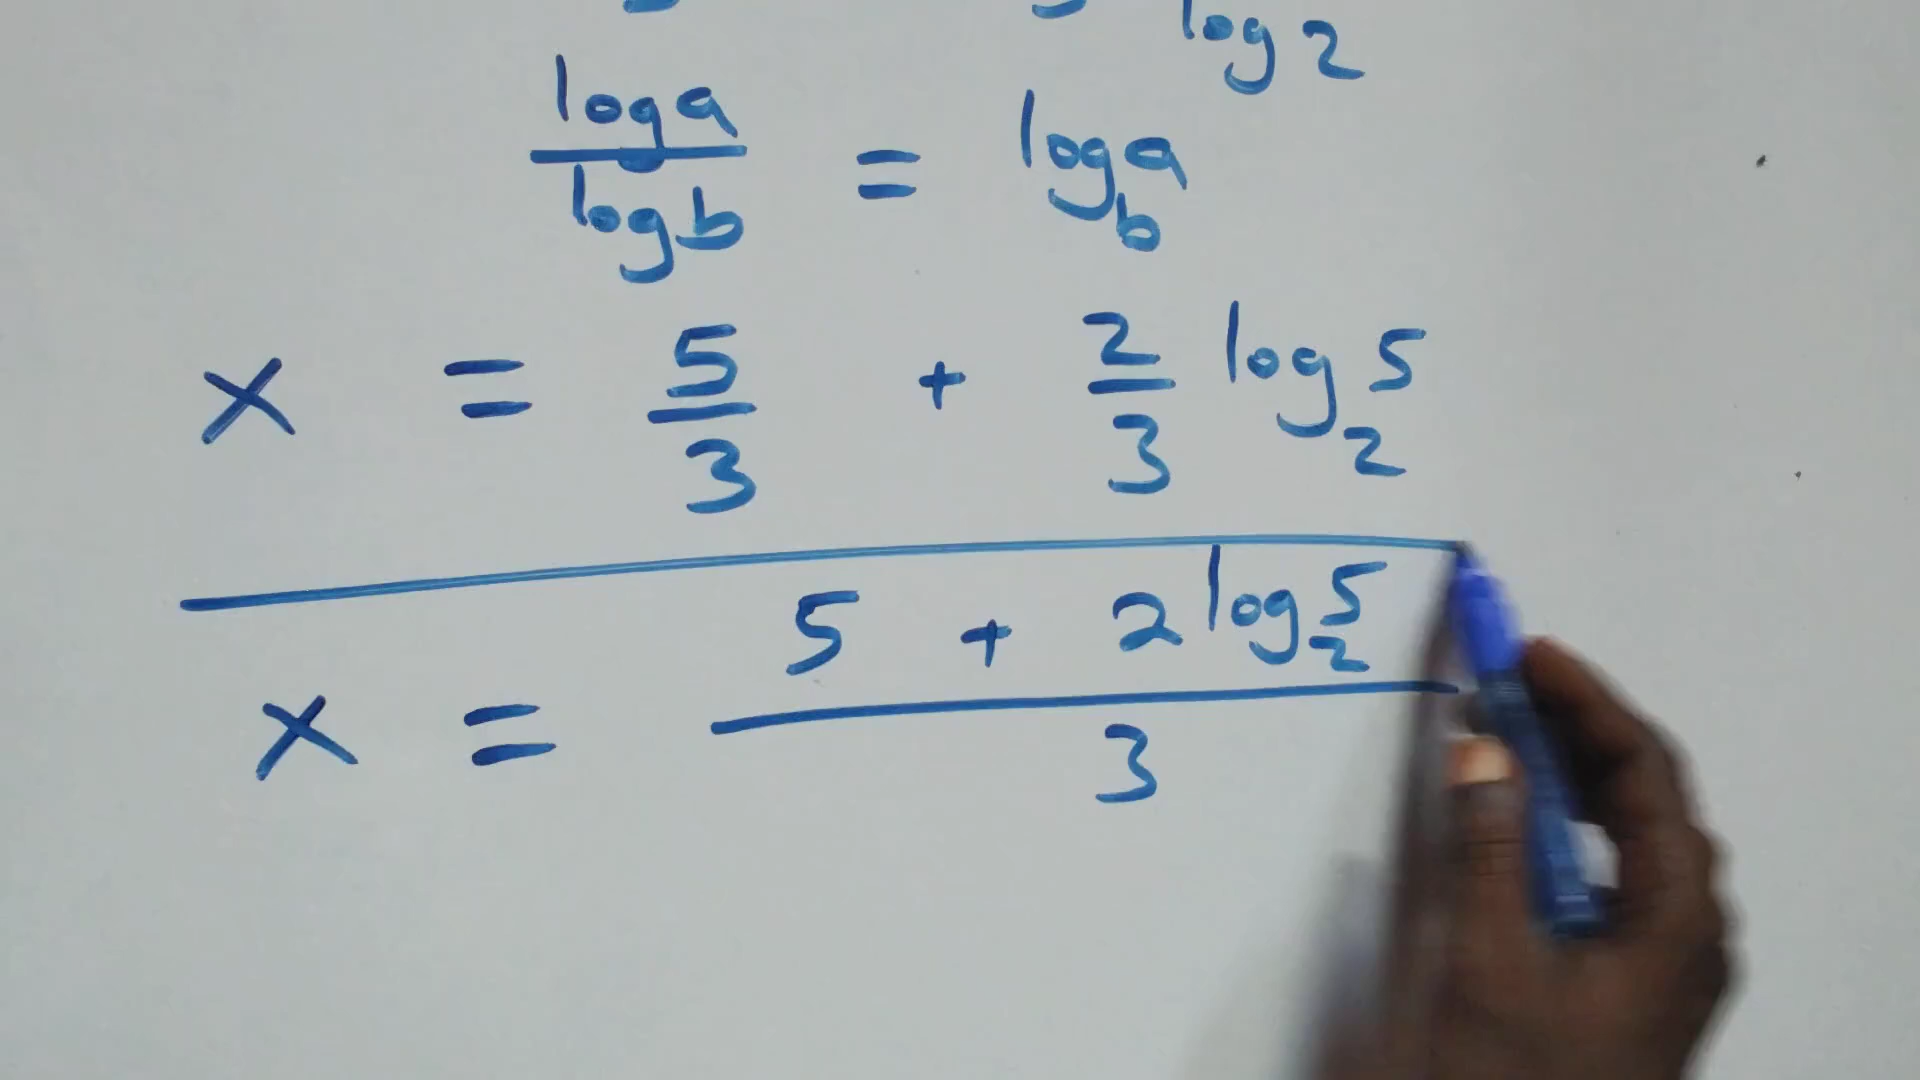 log 2
log a / log b = log_b a
x = 5/3 + 2/3 log_2 5
x = (5 + 2 log_2 5) / 3